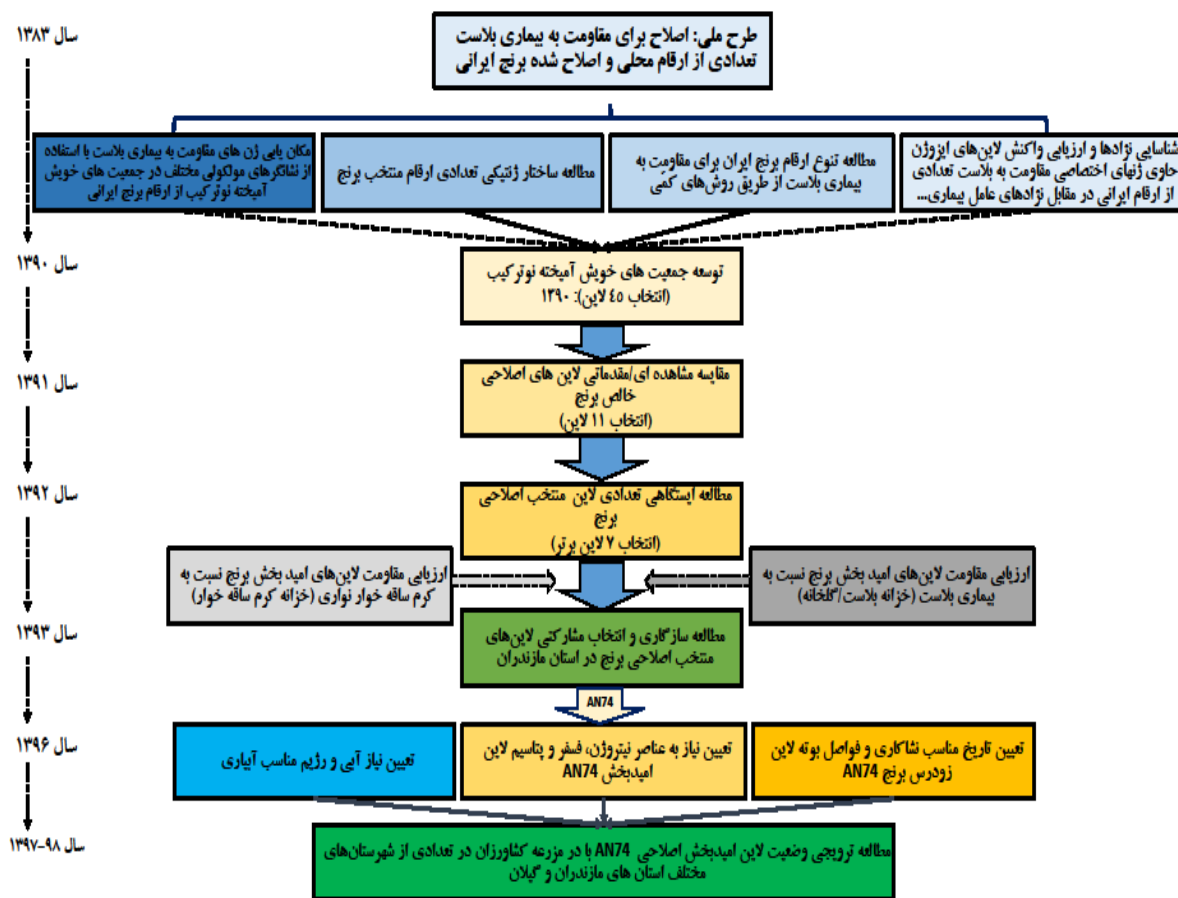 سال ۱۳۸۳
طرح ملی: اصلاح برای مقاومت به بیماری بلاست
تعدادی از ارقام محلی و اصلاح شده برنج ایرانی
شناسایی نژادها و ارزیابی واکنش لاین‌های ایزوژن
حاوی ژنهای اختصاصی مقاومت به بلاست تعدادی
از ارقام ایرانی در مقابل نژادهای عامل بیماری...
مطالعه تنوع ارقام برنج ایران برای مقاومت به
بیماری بلاست از طریق روش‌های کمّی
مطالعه ساختار ژنتیکی تعدادی ارقام منتخب برنج
مکان یابی ژن های مقاومت به بیماری بلاست با استفاده
از نشانگرهای مولکولی مختلف در جمعیت های خویش
آمیخته نوترکیب از ارقام برنج ایرانی
سال ۱۳۹۰
توسعه جمعیت های خویش آمیخته نوترکیب
(انتخاب ٤٥ لاین): ۱۳۹۰
سال ۱۳۹۱
مقایسه مشاهده ای/مقدماتی لاین های اصلاحی
خالص برنج
(انتخاب ۱۱ لاین)
سال ۱۳۹۲
مطالعه ایستگاهی تعدادی لاین منتخب اصلاحی
برنج
(انتخاب ۷ لاین برتر)
ارزیابی مقاومت لاین‌های امید بخش برنج نسبت به
بیماری بلاست (خزانه بلاست/گلخانه)
ارزیابی مقاومت لاین‌های امید بخش برنج نسبت به
کرم ساقه خوار نواری (خزانه کرم ساقه خوار)
سال ۱۳۹۳
مطالعه سازگاری و انتخاب مشارکتی لاین‌های
منتخب اصلاحی برنج در استان مازندران
AN74
سال ۱۳۹۶
تعیین تاریخ مناسب نشاکاری و فواصل بوته لاین
زودرس برنج AN74
تعیین نیاز به عناصر نیتروژن، فسفر و پتاسیم لاین
امیدبخش AN74
تعیین نیاز آبی و رژیم مناسب آبیاری
سال ۹۸-۱۳۹۷
مطالعه ترویجی وضعیت لاین امیدبخش اصلاحی AN74 با در مزرعه کشاورزان در تعدادی از شهرستان‌های
مختلف استان های مازندران و گیلان